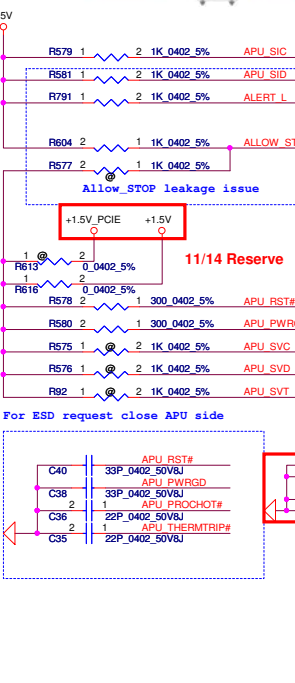 5V
R579 1 2 1K_0402_5% APU_SIC
R581 1 2 1K_0402_5% APU_SID
R791 1 2 1K_0402_5% ALERT_L
R604 2 1 1K_0402_5% ALLOW_ST
R577 2 1 1K_0402_5%
@
Allow_STOP leakage issue
+1.5V_PCIE +1.5V
1 @ 2
R613 0_0402_5%
11/14 Reserve
1 2
R616 0_0402_5%
R578 2 1 300_0402_5% APU_RST#
R580 2 1 300_0402_5% APU_PWR
R575 1 @ 2 1K_0402_5% APU_SVC
R576 1 @ 2 1K_0402_5% APU_SVD
R92 1 @ 2 1K_0402_5% APU_SVT
For ESD request close APU side
APU_RST#
C40 33P_0402_50V8J
APU_PWRGD
C38 33P_0402_50V8J
2 1 APU_PROCHOT#
C36 22P_0402_50V8J
2 1 APU_THERMTRIP#
C35 22P_0402_50V8J